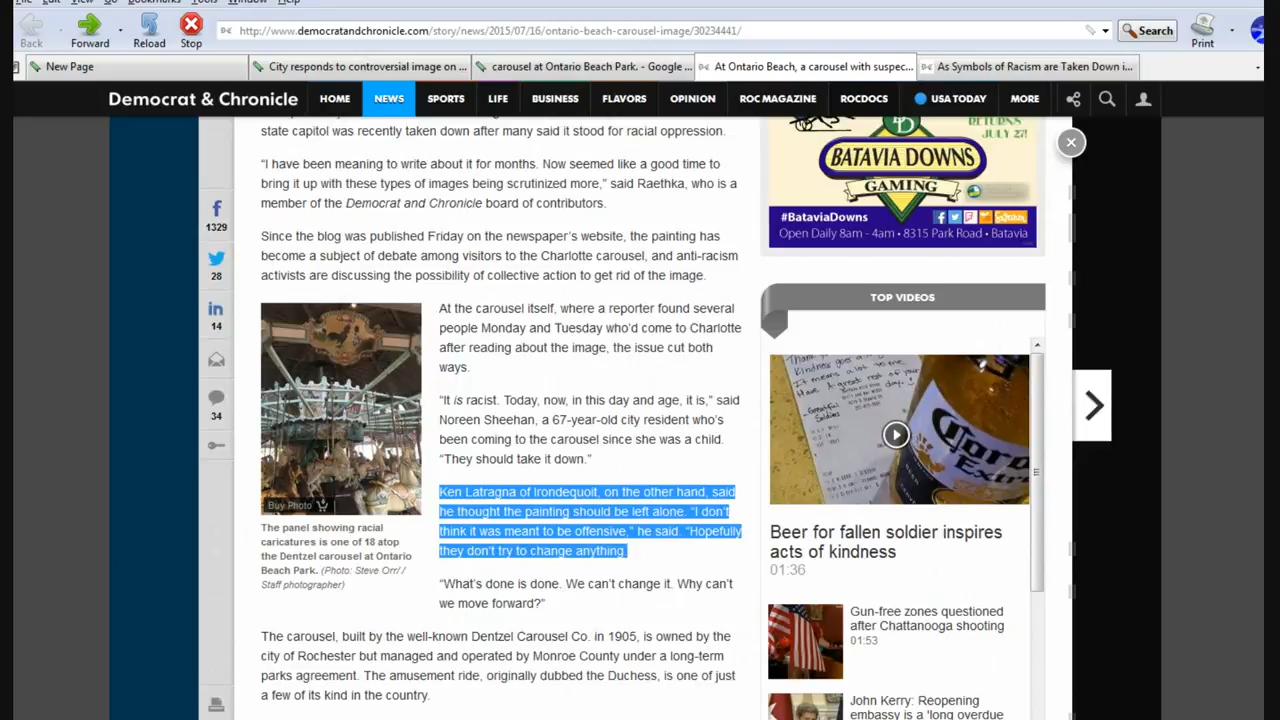 File Edit View Go Bookmarks Tools Window Help
Back
Forward
Reload
Stop
http://www.democratandchronicle.com/story/news/2015/07/16/ontario-beach-carousel-image/30234441/
Search
Print
New Page
City responds to controversial image on ...
carousel at Ontario Beach Park. - Google ...
At Ontario Beach, a carousel with suspec...
As Symbols of Racism are Taken Down i...
Democrat & Chronicle
HOME
NEWS
SPORTS
LIFE
BUSINESS
FLAVORS
OPINION
ROC MAGAZINE
ROCDOCS
USA TODAY
MORE
state capitol was recently taken down after many said it stood for racial oppression.
“I have been meaning to write about it for months. Now seemed like a good time to
bring it up with these types of images being scrutinized more,” said Raethka, who is a
member of the Democrat and Chronicle board of contributors.
Since the blog was published Friday on the newspaper’s website, the painting has
become a subject of debate among visitors to the Charlotte carousel, and anti-racism
activists are discussing the possibility of collective action to get rid of the image.
1329
28
14
34
Buy Photo
The panel showing racial
caricatures is one of 18 atop
the Dentzel carousel at Ontario
Beach Park. (Photo: Steve Orr/ /
Staff photographer)
At the carousel itself, where a reporter found several
people Monday and Tuesday who’d come to Charlotte
after reading about the image, the issue cut both
ways.
“It is racist. Today, now, in this day and age, it is,” said
Noreen Sheehan, a 67-year-old city resident who’s
been coming to the carousel since she was a child.
“They should take it down.”
Ken Latragna of Irondequoit, on the other hand, said
he thought the painting should be left alone. “I don’t
think it was meant to be offensive,” he said. “Hopefully
they don’t try to change anything.
“What’s done is done. We can’t change it. Why can’t
we move forward?”
The carousel, built by the well-known Dentzel Carousel Co. in 1905, is owned by the
city of Rochester but managed and operated by Monroe County under a long-term
parks agreement. The amusement ride, originally dubbed the Duchess, is one of just
a few of its kind in the country.
RETURNS
JULY 27!
BD
BATAVIA DOWNS
GAMING
#BataviaDowns
Open Daily 8am - 4am • 8315 Park Road • Batavia
TOP VIDEOS
Corona
Extra
Beer for fallen soldier inspires
acts of kindness
01:36
Gun-free zones questioned
after Chattanooga shooting
01:53
John Kerry: Reopening
embassy is a 'long overdue